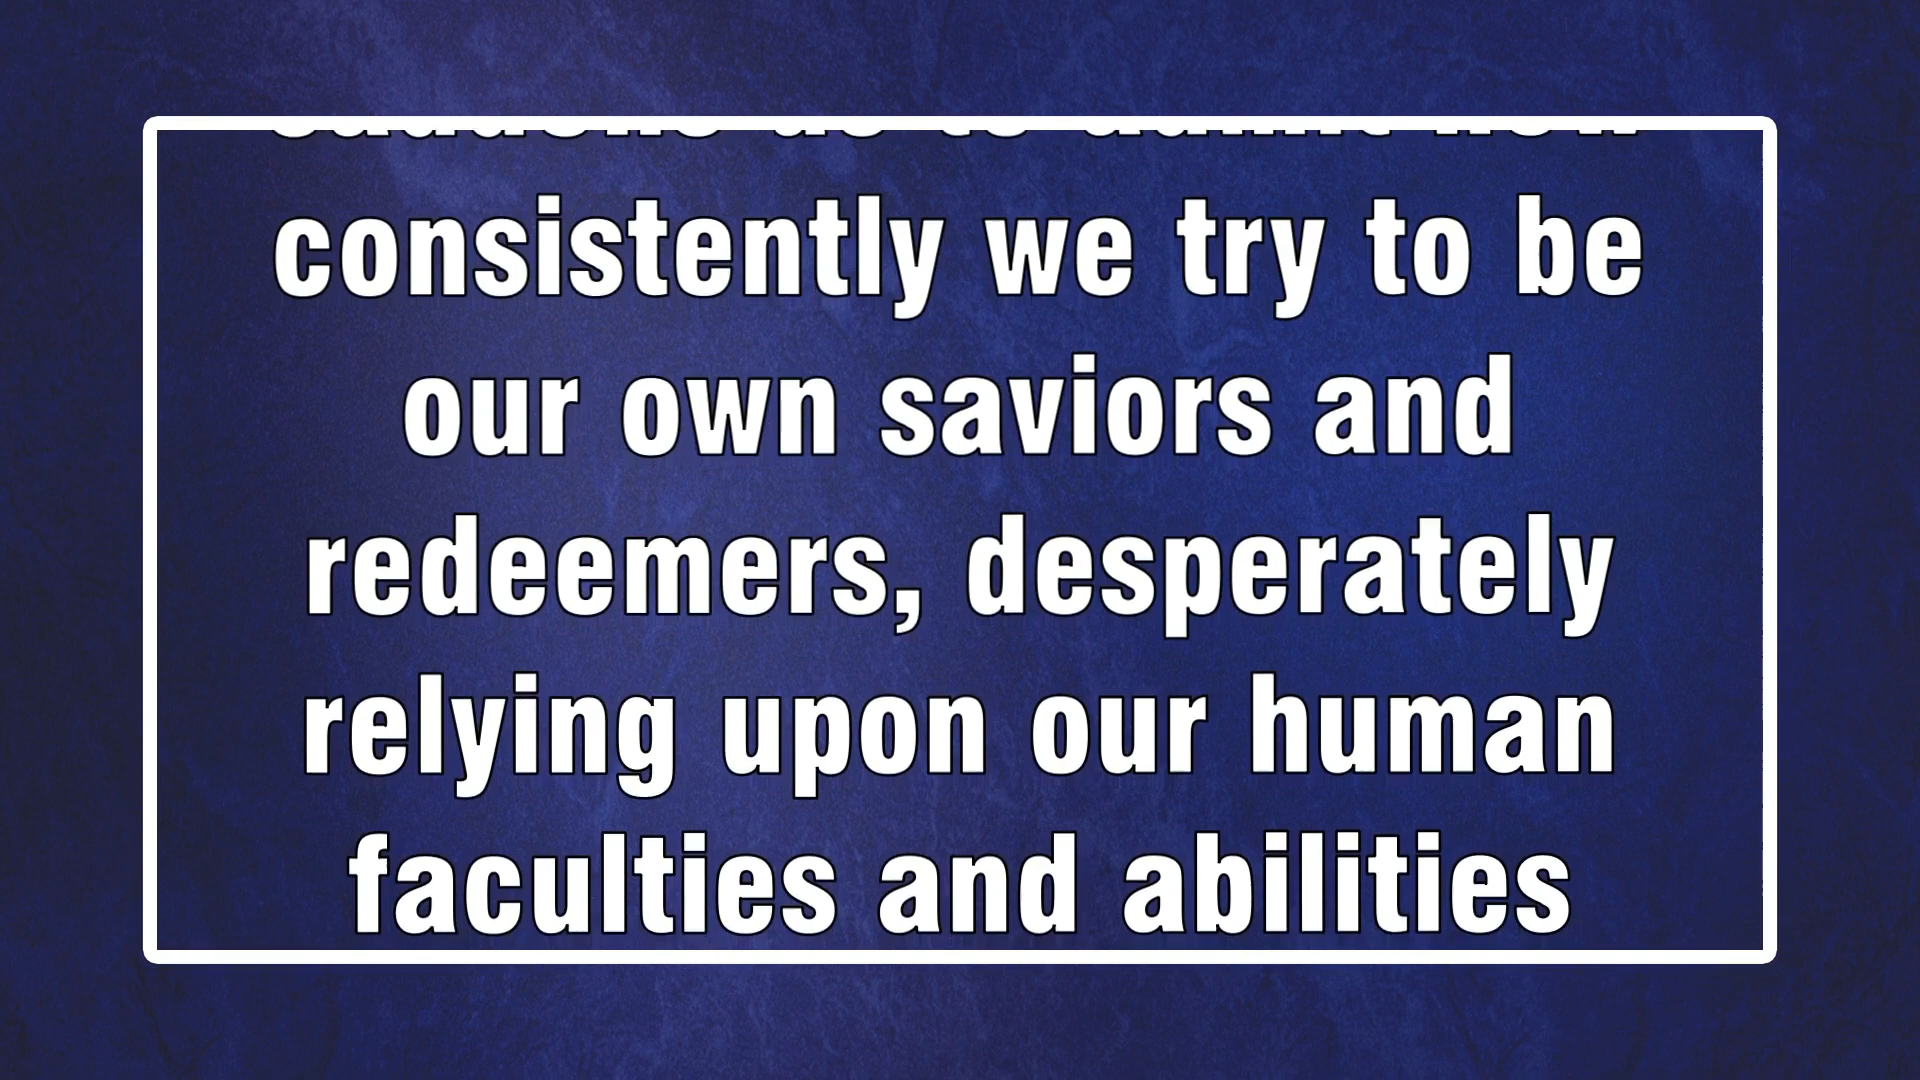 consistently we try to be
our own saviors and
redeemers, desperately
relying upon our human
faculties and abilities